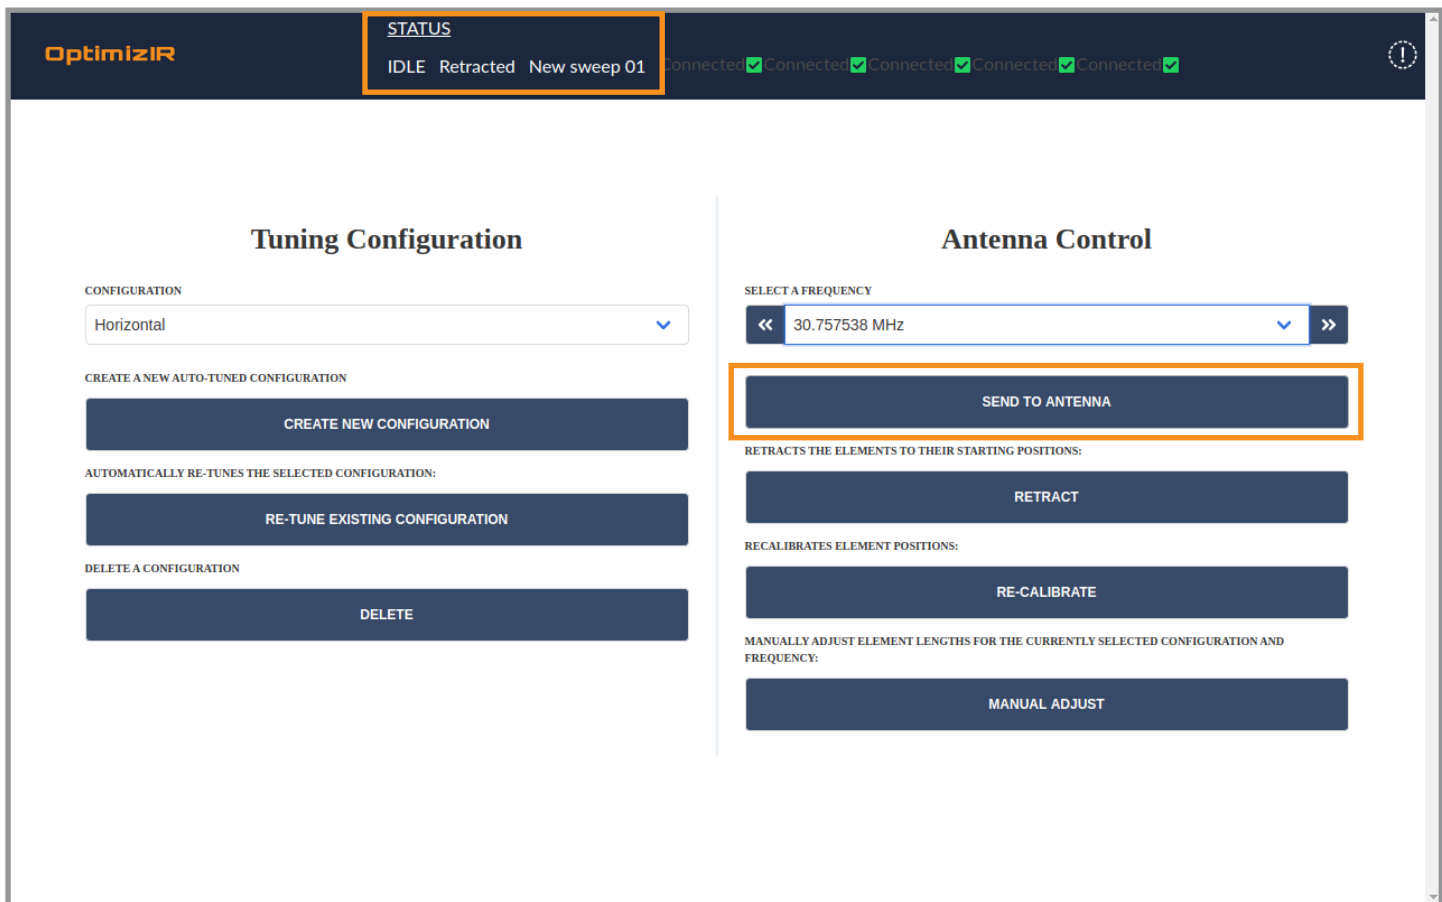 OptimizIR
STATUS
IDLE Retracted New sweep 01
Connected Connected Connected Connected Connected
Tuning Configuration
CONFIGURATION
Horizontal
CREATE A NEW AUTO-TUNED CONFIGURATION
CREATE NEW CONFIGURATION
AUTOMATICALLY RE-TUNES THE SELECTED CONFIGURATION:
RE-TUNE EXISTING CONFIGURATION
DELETE A CONFIGURATION
DELETE
Antenna Control
SELECT A FREQUENCY
« 30.757538 MHz »
SEND TO ANTENNA
RETRACTS THE ELEMENTS TO THEIR STARTING POSITIONS:
RETRACT
RECALIBRATES ELEMENT POSITIONS:
RE-CALIBRATE
MANUALLY ADJUST ELEMENT LENGTHS FOR THE CURRENTLY SELECTED CONFIGURATION AND
FREQUENCY:
MANUAL ADJUST